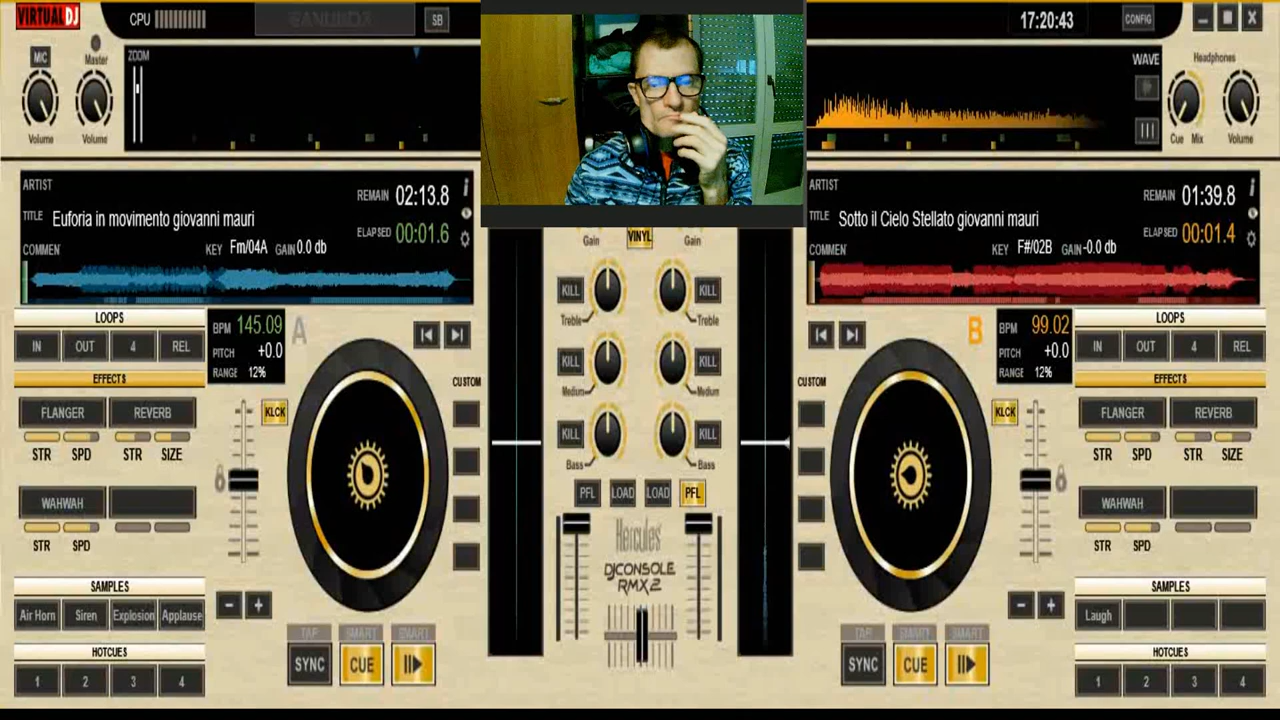 VIRTUAL DJ
CPU
SB
17:20:43
CONFIG
MIC
Master
Volume
Volume
ZOOM
WAVE
Headphones
Cue
Mix
Volume
ARTIST
REMAIN 02:13.8
TITLE Euforia in movimento giovanni mauri
ELAPSED 00:01.6
COMMEN
KEY Fm/04A GAIN 0.0 db
ARTIST
REMAIN 01:39.8
TITLE Sotto il Cielo Stellato giovanni mauri
ELAPSED 00:01.4
COMMEN
KEY F#/02B GAIN -0.0 db
Gain
VINYL
Gain
LOOPS
IN OUT 4 REL
EFFECTS
FLANGER REVERB
STR SPD STR SIZE
WAHWAH
STR SPD
SAMPLES
Air Horn Siren Explosion Applause
HOTCUES
1 2 3 4
BPM 145.09
PITCH +0.0
RANGE 12%
A
KLCK
CUSTOM
TAP SMART SMART
SYNC CUE
KILL KILL
Treble Treble
KILL KILL
Medium Medium
KILL KILL
Bass Bass
PFL LOAD LOAD PFL
Hercules
DJCONSOLE
RMX2
CUSTOM
B
BPM 99.02
PITCH +0.0
RANGE 12%
KLCK
TAP SMART SMART
SYNC CUE
LOOPS
IN OUT 4 REL
EFFECTS
FLANGER REVERB
STR SPD STR SIZE
WAHWAH
STR SPD
SAMPLES
Laugh
HOTCUES
1 2 3 4